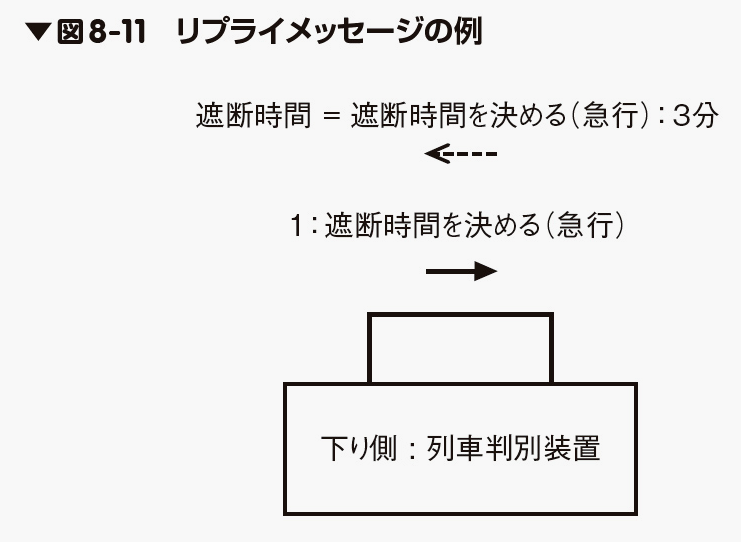 ▼図8-11 リプライメッセージの例
遮断時間 = 遮断時間を決める(急行):3分
1:遮断時間を決める(急行)
下り側:列車判別装置